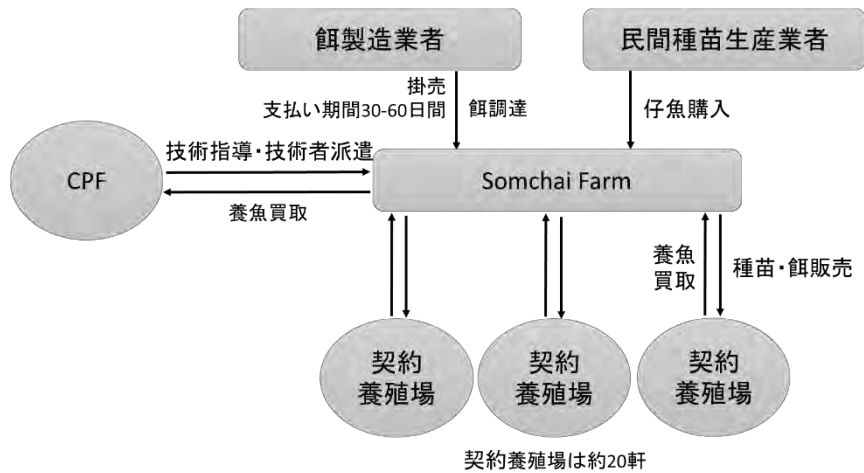 餌製造業者
民間種苗生産業者
掛売
支払い期間30-60日間
餌調達
仔魚購入
技術指導・技術者派遣
CPF
Somchai Farm
養魚買取
養魚
買取
種苗・餌販売
契約
養殖場
契約
養殖場
契約
養殖場
契約養殖場は約20軒